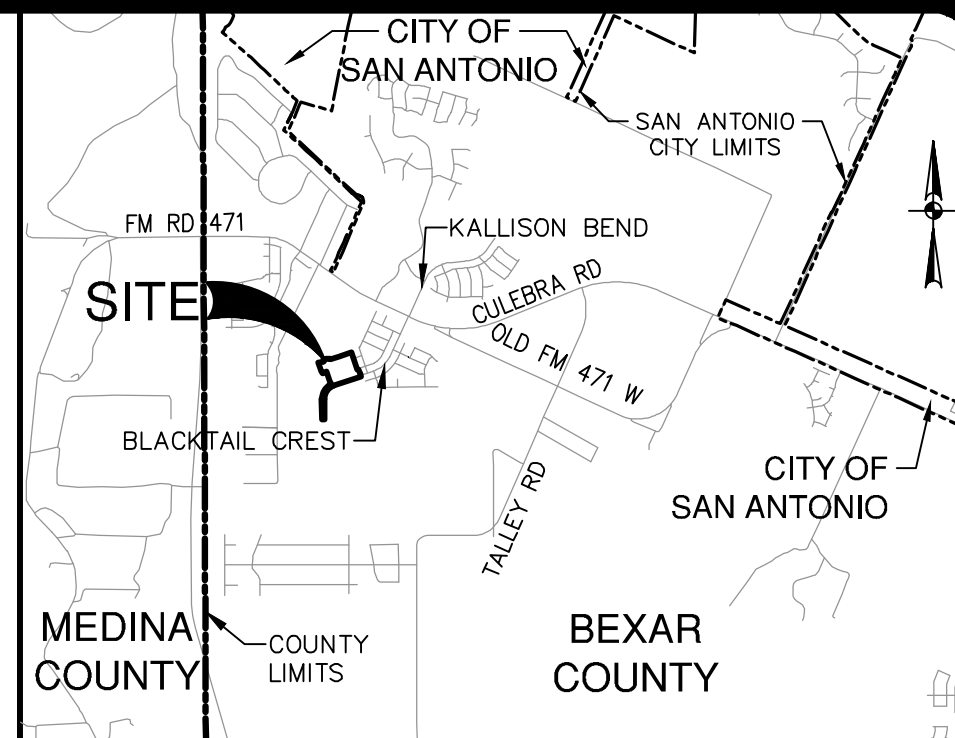 CITY OF
SAN ANTONIO
SAN ANTONIO
CITY LIMITS
FM RD 471
KALLISON BEND
SITE
CULEBRA RD
OLD FM 471 W
BLACKTAIL CREST
TALLEY RD
CITY OF
SAN ANTONIO
MEDINA
COUNTY
COUNTY
LIMITS
BEXAR
COUNTY